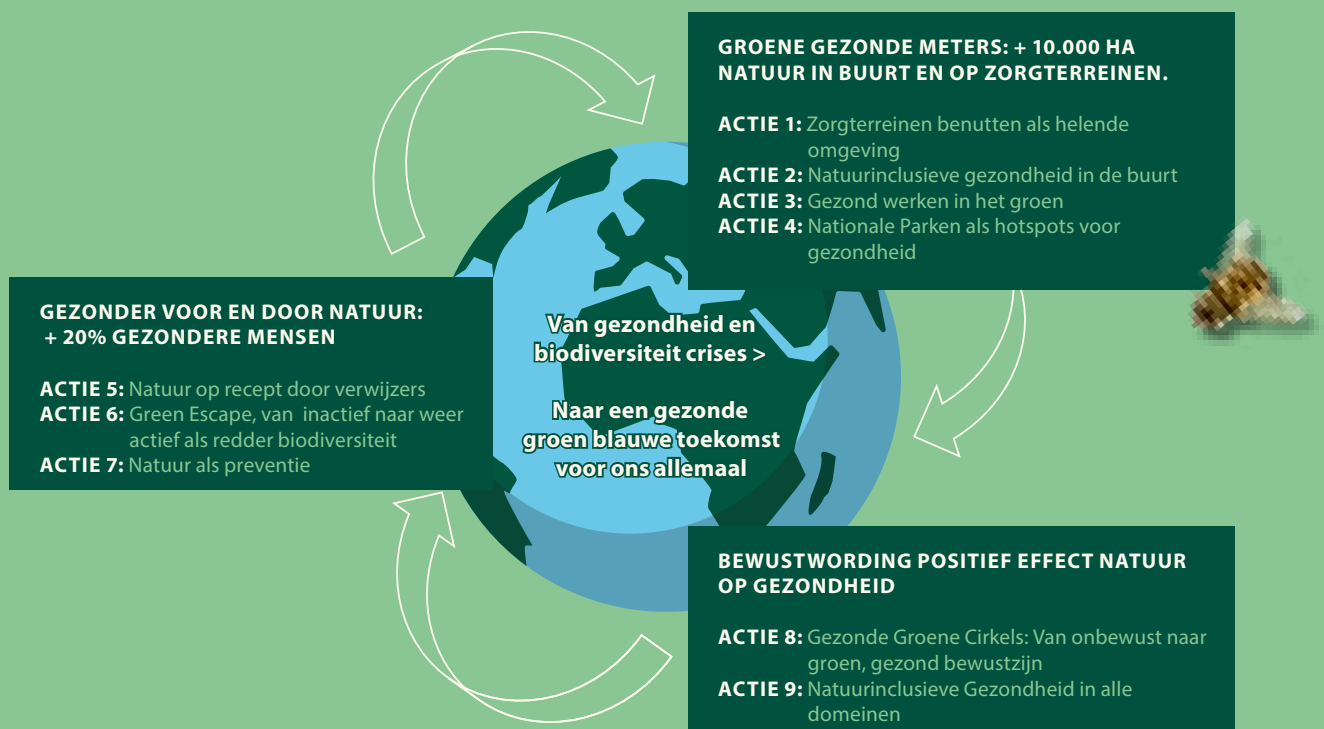 GROENE GEZONDE METERS: + 10.000 HA
NATUUR IN BUURT EN OP ZORGTERREINEN.
ACTIE 1: Zorgterreinen benutten als helende
omgeving
ACTIE 2: Natuurinclusieve gezondheid in de buurt
ACTIE 3: Gezond werken in het groen
ACTIE 4: Nationale Parken als hotspots voor
gezondheid
GEZONDER VOOR EN DOOR NATUUR:
+ 20% GEZONDERE MENSEN
ACTIE 5: Natuur op recept door verwijzers
ACTIE 6: Green Escape, van inactief naar weer
actief als redder biodiversiteit
ACTIE 7: Natuur als preventie
Van gezondheid en
biodiversiteit crises >
Naar een gezonde
groen blauwe toekomst
voor ons allemaal
BEWUSTWORDING POSITIEF EFFECT NATUUR
OP GEZONDHEID
ACTIE 8: Gezonde Groene Cirkels: Van onbewust naar
groen, gezond bewustzijn
ACTIE 9: Natuurinclusieve Gezondheid in alle
domeinen